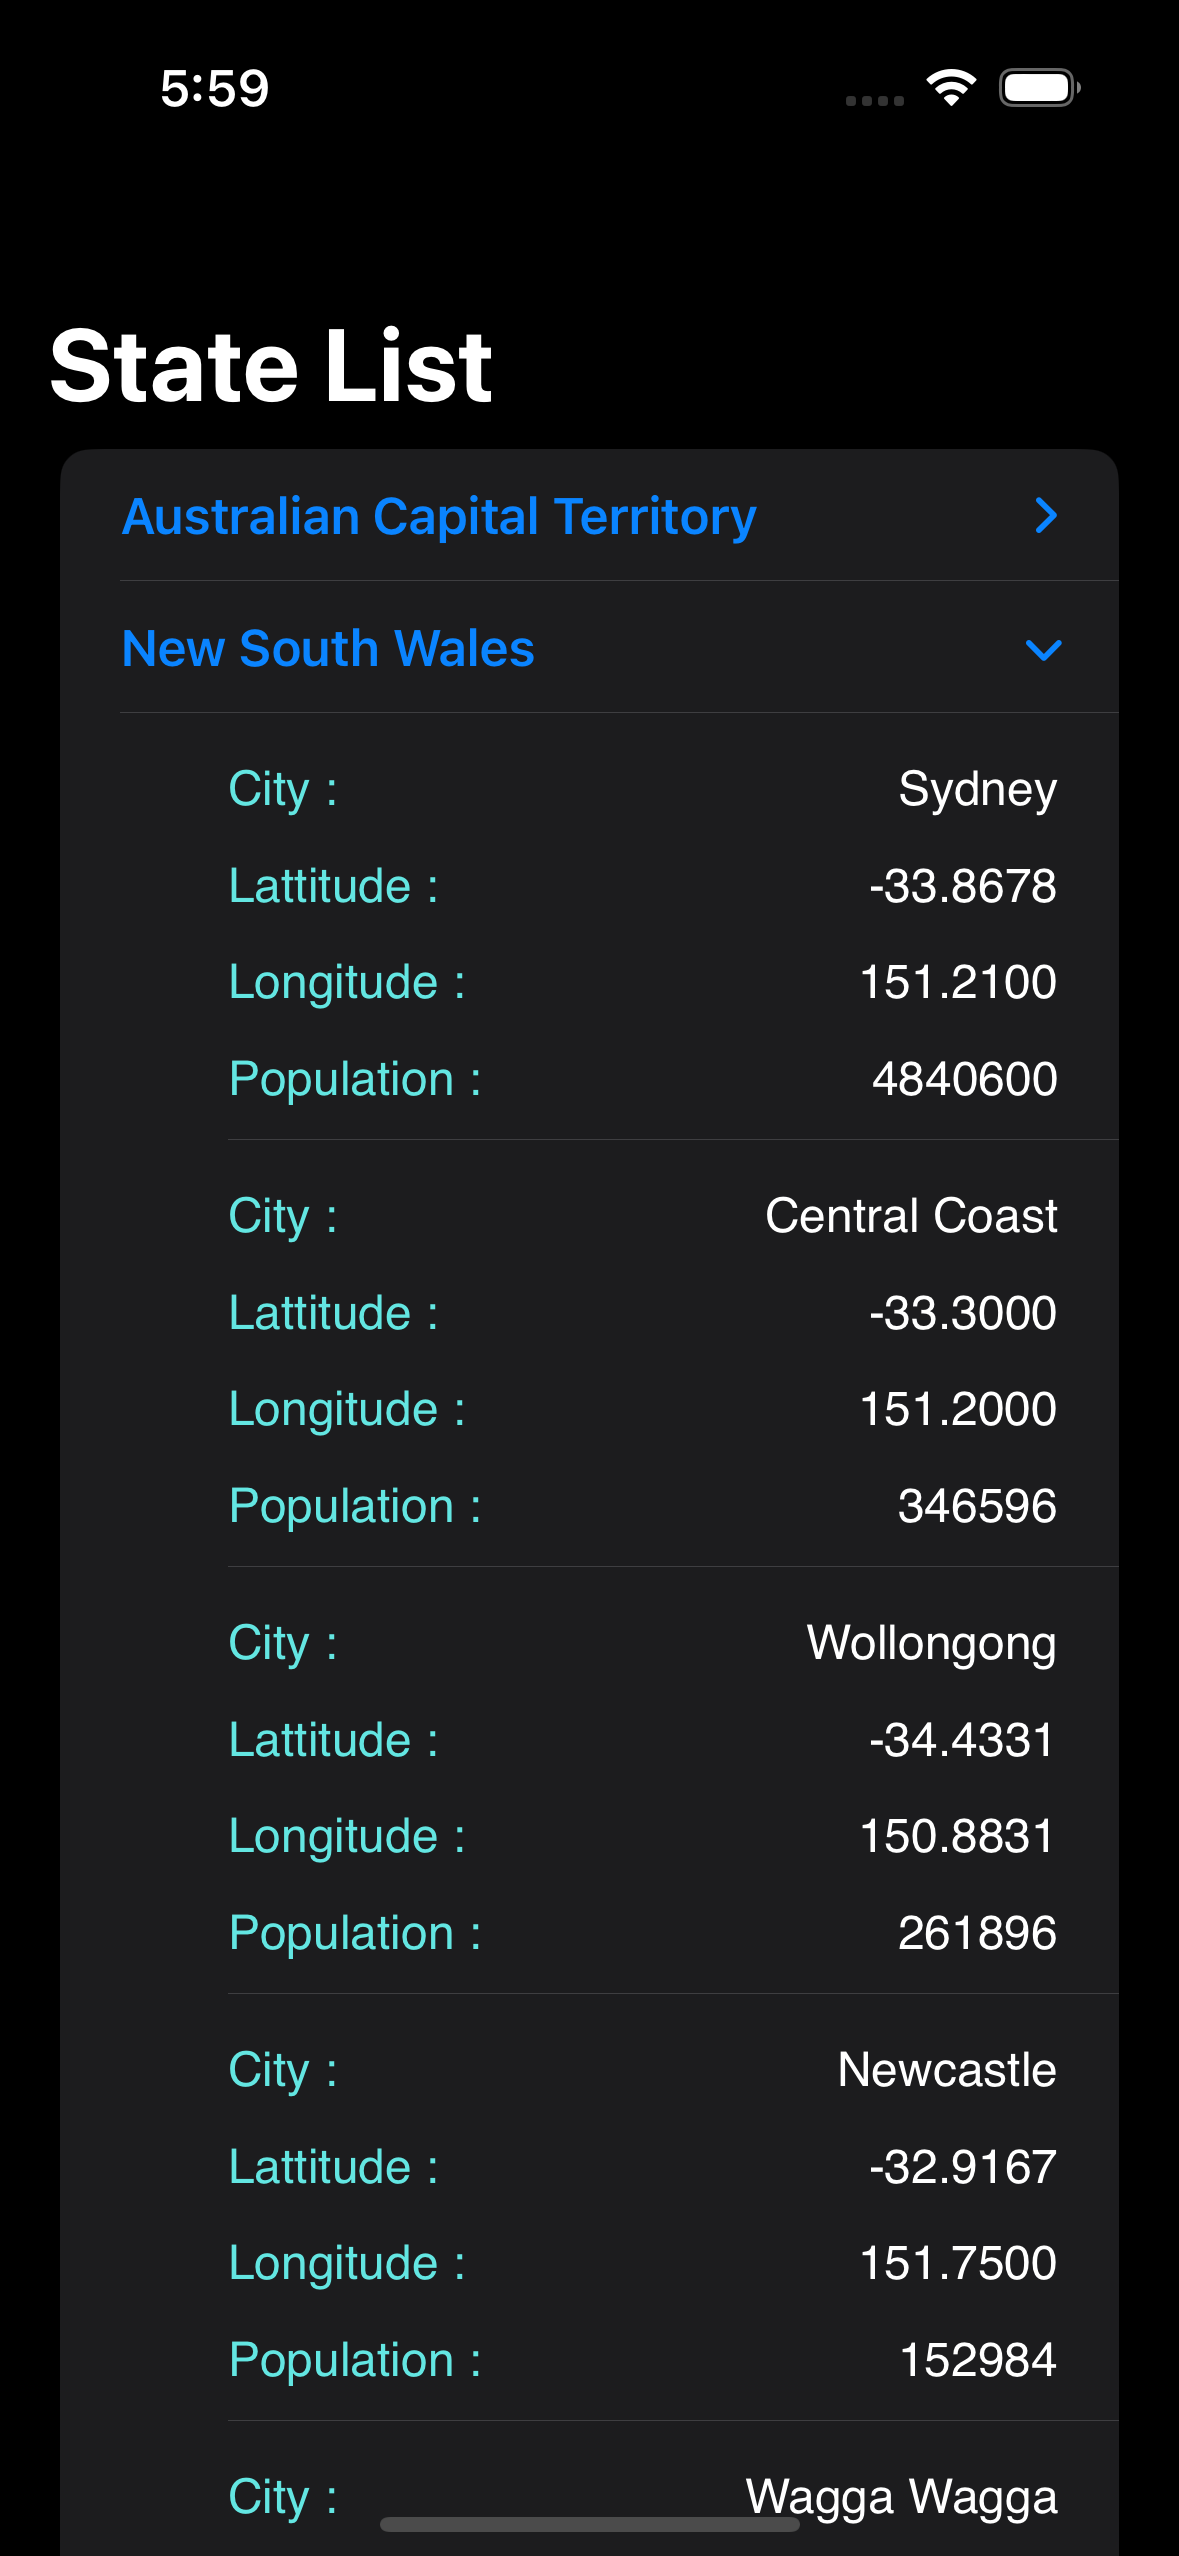 5:59
State List
Australian Capital Territory
New South Wales
City : Sydney
Lattitude : -33.8678
Longitude : 151.2100
Population : 4840600
City : Central Coast
Lattitude : -33.3000
Longitude : 151.2000
Population : 346596
City : Wollongong
Lattitude : -34.4331
Longitude : 150.8831
Population : 261896
City : Newcastle
Lattitude : -32.9167
Longitude : 151.7500
Population : 152984
City : Wagga Wagga